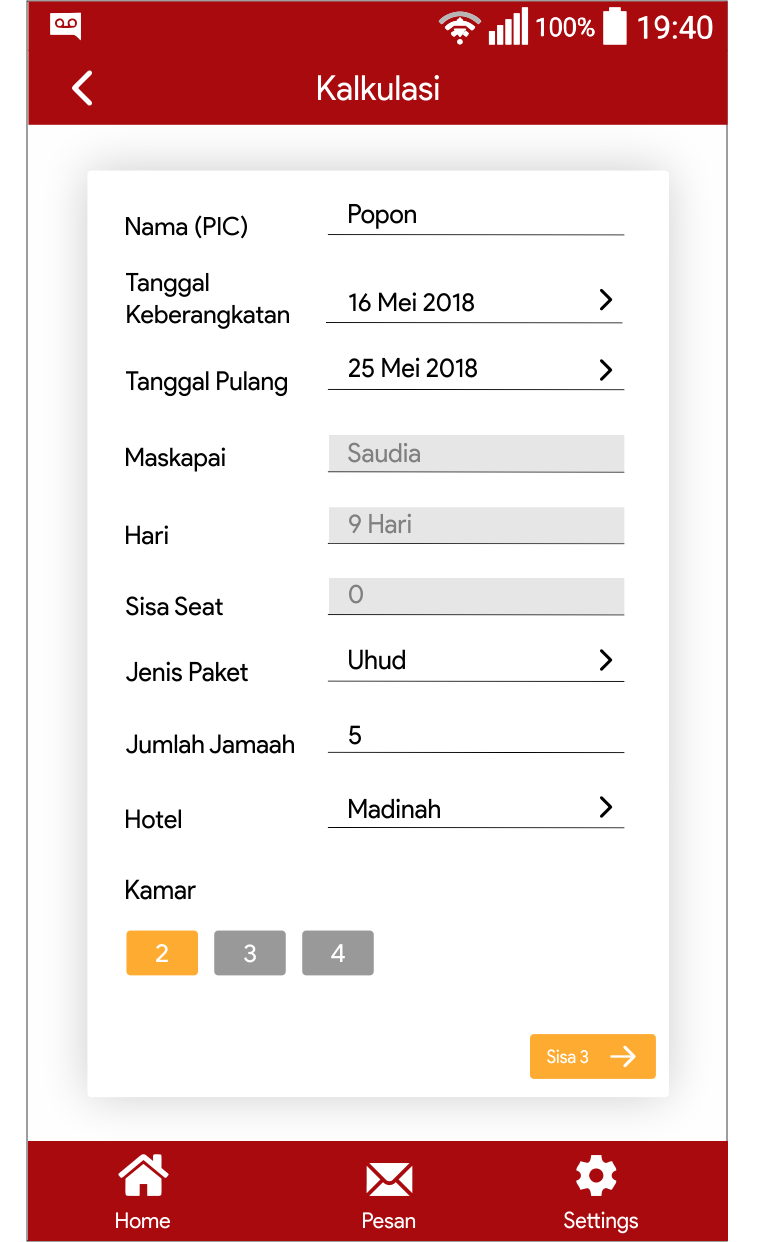 100% 19:40
Kalkulasi
Nama (PIC) Popon
Tanggal
Keberangkatan 16 Mei 2018
Tanggal Pulang 25 Mei 2018
Maskapai Saudia
Hari 9 Hari
Sisa Seat 0
Jenis Paket Uhud
Jumlah Jamaah 5
Hotel Madinah
Kamar
2 3 4
Sisa 3
Home Pesan Settings